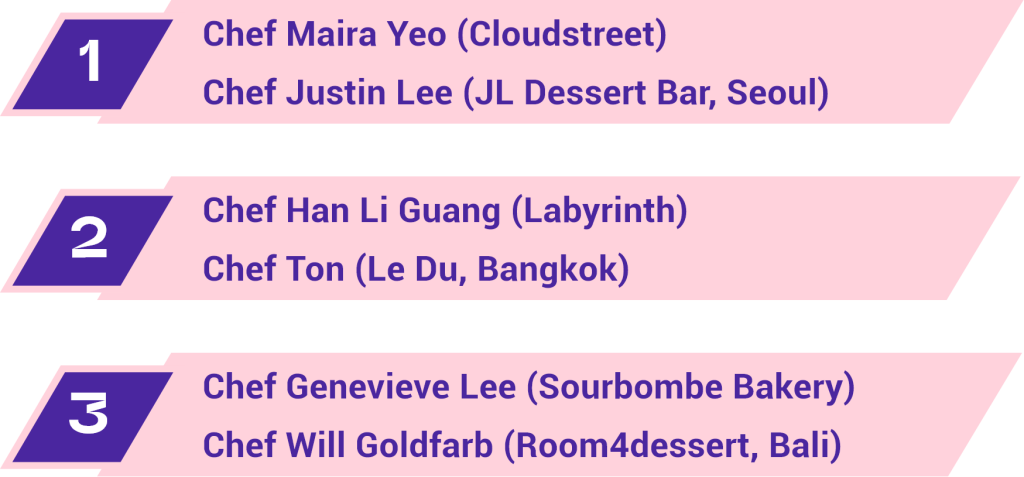 1
Chef Maira Yeo (Cloudstreet)
Chef Justin Lee (JL Dessert Bar, Seoul)
2
Chef Han Li Guang (Labyrinth)
Chef Ton (Le Du, Bangkok)
3
Chef Genevieve Lee (Sourbombe Bakery)
Chef Will Goldfarb (Room4dessert, Bali)